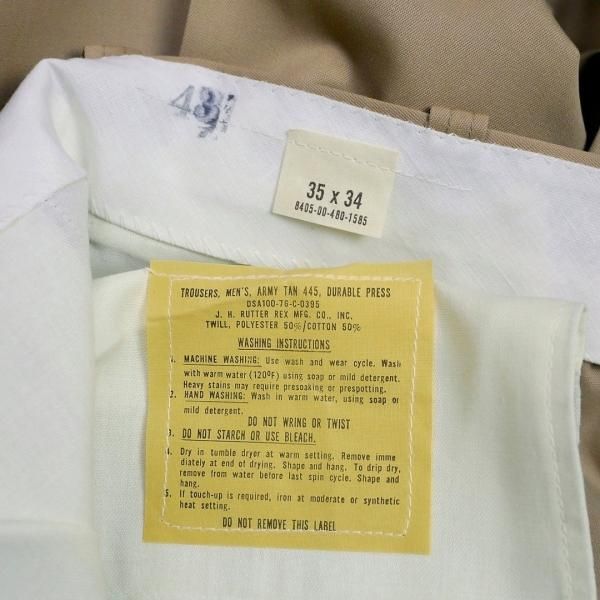 35 x 34
8405-00-480-1585
TROUSERS, MEN'S, ARMY TAN 445, DURABLE PRESS
DSA100-76-C-0395
J. H. RUTTER REX MFG. CO., INC.
TWILL, POLYESTER 50%/COTTON 50%
WASHING INSTRUCTIONS
1. MACHINE WASHING: Use wash and wear cycle. Wash
with warm water (120°F) using soap or mild detergent.
Heavy stains may require presoaking or prespotting.
2. HAND WASHING: Wash in warm water, using soap or
mild detergent.
DO NOT WRING OR TWIST
3. DO NOT STARCH OR USE BLEACH.
4. Dry in tumble dryer at warm setting. Remove imme
diately at end of drying. Shape and hang. To drip dry,
remove from water before last spin cycle. Shape and
hang.
5. If touch-up is required, iron at moderate or synthetic
heat setting.
DO NOT REMOVE THIS LABEL